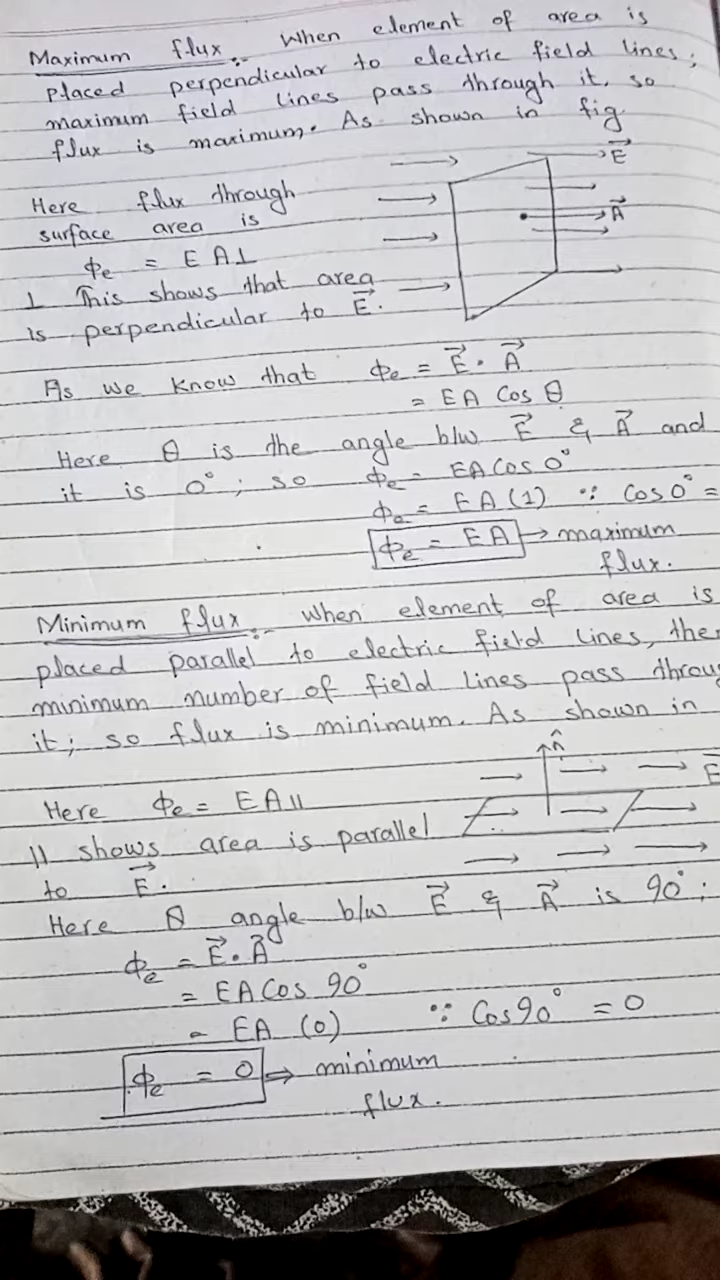 Maximum flux :- When element of area is
placed perpendicular to electric field lines;
maximum field lines pass through it, so
flux is maximum. As shown in fig
Here flux through
surface area is
ϕe = E A⊥
⊥ This shows that area
is perpendicular to E⃗.
E⃗
A⃗
As we know that ϕe = E⃗ . A⃗
= EA Cos θ
Here θ is the angle b/w E⃗ & A⃗ and
it is 0°; so ϕe = EA Cos 0°
ϕe = EA (1) ∵ Cos 0° =
ϕe = EA → maximum
flux.
Minimum flux :- When element of area is
placed parallel to electric field lines, the
minimum number of field lines pass throu
it; so flux is minimum. As shown in
n̂
E⃗
Here ϕe = EA||
|| shows area is parallel
to E⃗.
Here θ angle b/w E⃗ & A⃗ is 90°;
ϕe = E⃗ . A⃗
= EA Cos 90°
= EA (0) ∵ Cos 90° = 0
ϕe = 0 → minimum
flux.